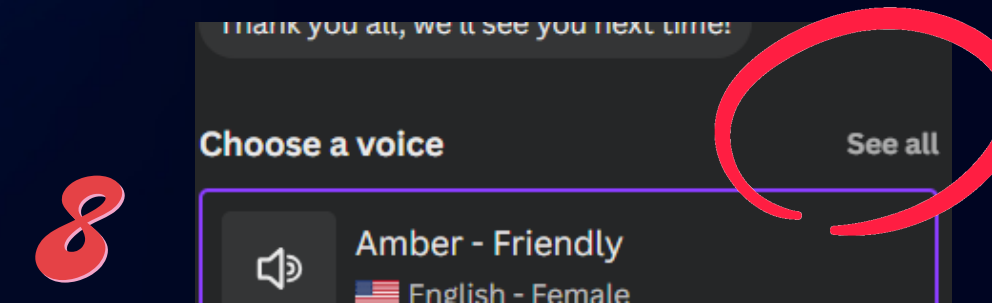 Thank you all, we'll see you next time!
Choose a voice
See all
8
Amber - Friendly
English - Female